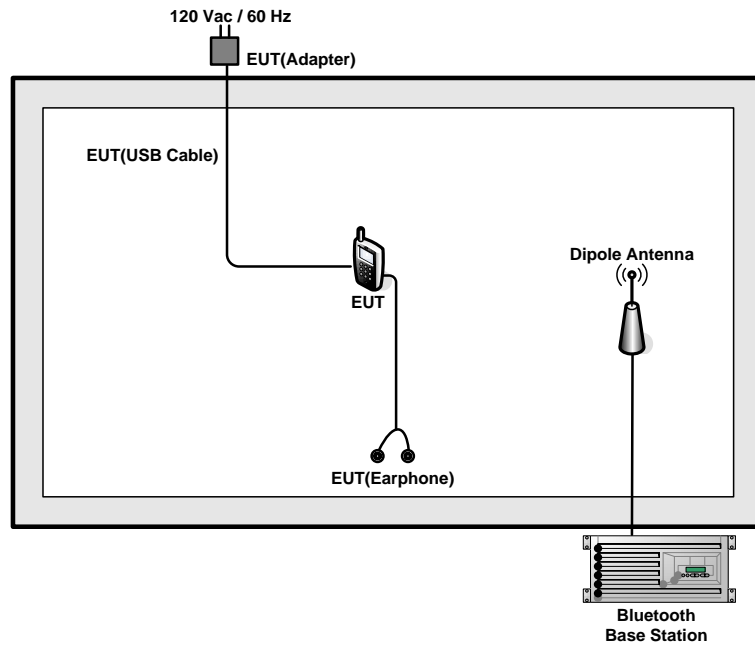 120 Vac / 60 Hz
EUT(Adapter)
EUT(USB Cable)
EUT
Dipole Antenna
EUT(Earphone)
Bluetooth
Base Station